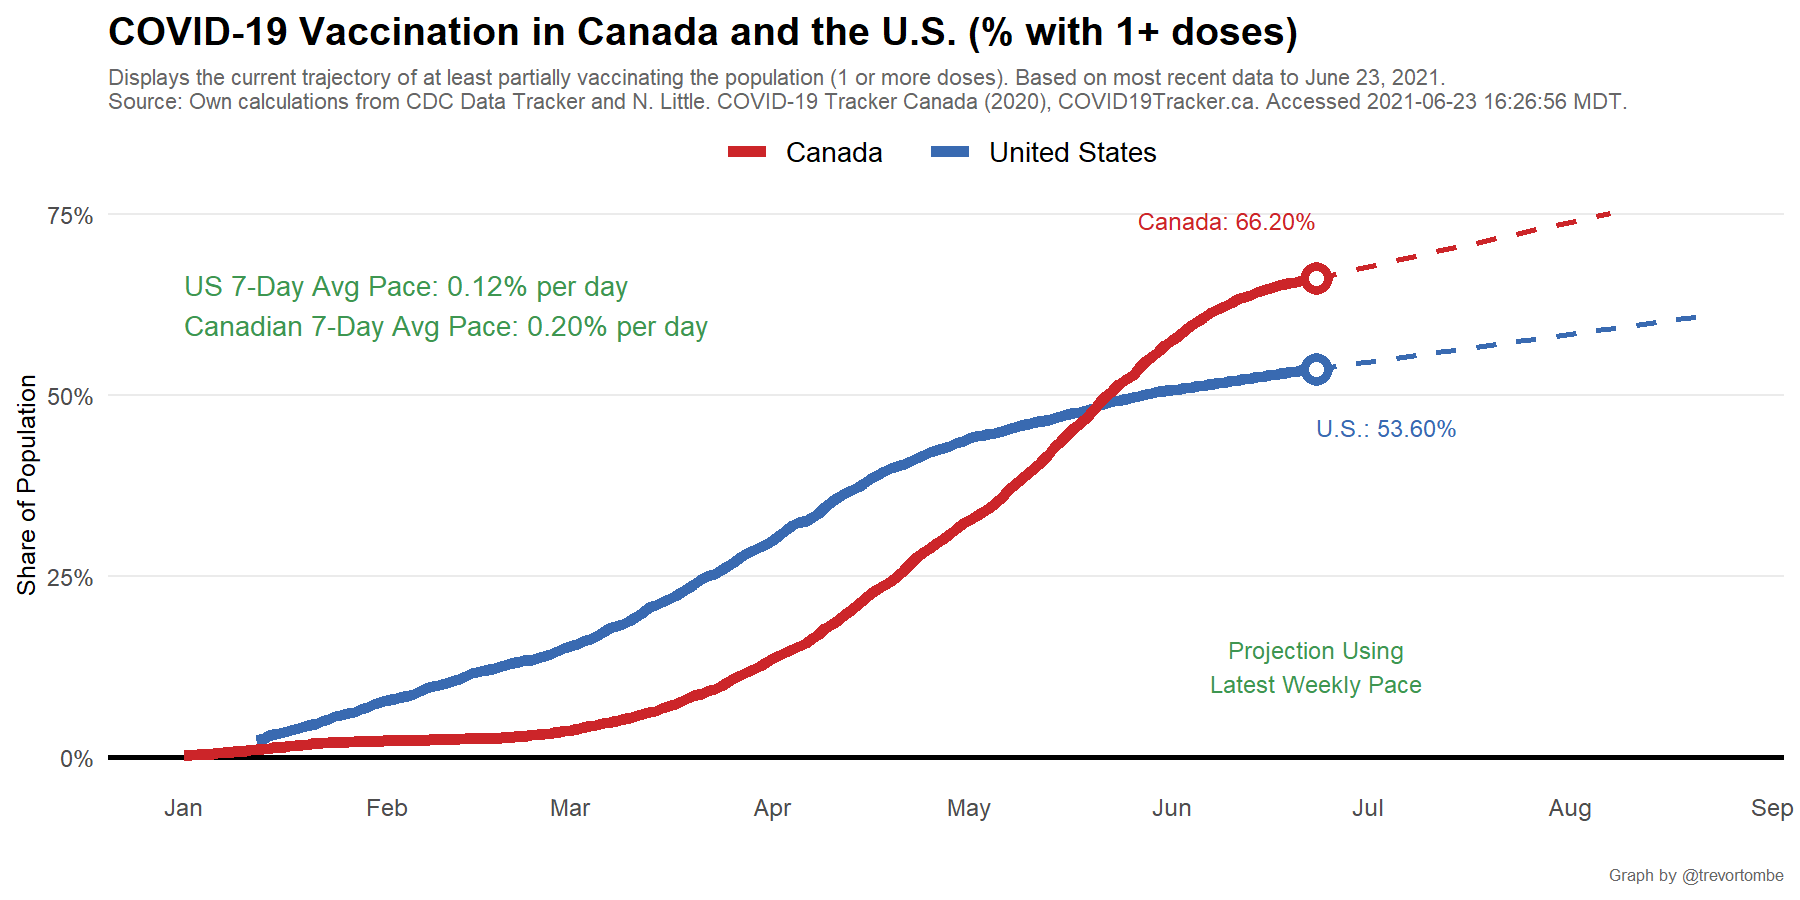 COVID-19 Vaccination in Canada and the U.S. (% with 1+ doses)
Displays the current trajectory of at least partially vaccinating the population (1 or more doses). Based on most recent data to June 23, 2021.
Source: Own calculations from CDC Data Tracker and N. Little. COVID-19 Tracker Canada (2020), COVID19Tracker.ca. Accessed 2021-06-23 16:26:56 MDT.
Canada United States
75%
Canada: 66.20%
US 7-Day Avg Pace: 0.12% per day
Canadian 7-Day Avg Pace: 0.20% per day
50%
U.S.: 53.60%
Share of Population
25%
Projection Using
Latest Weekly Pace
0%
Jan Feb Mar Apr May Jun Jul Aug Sep
Graph by @trevortombe